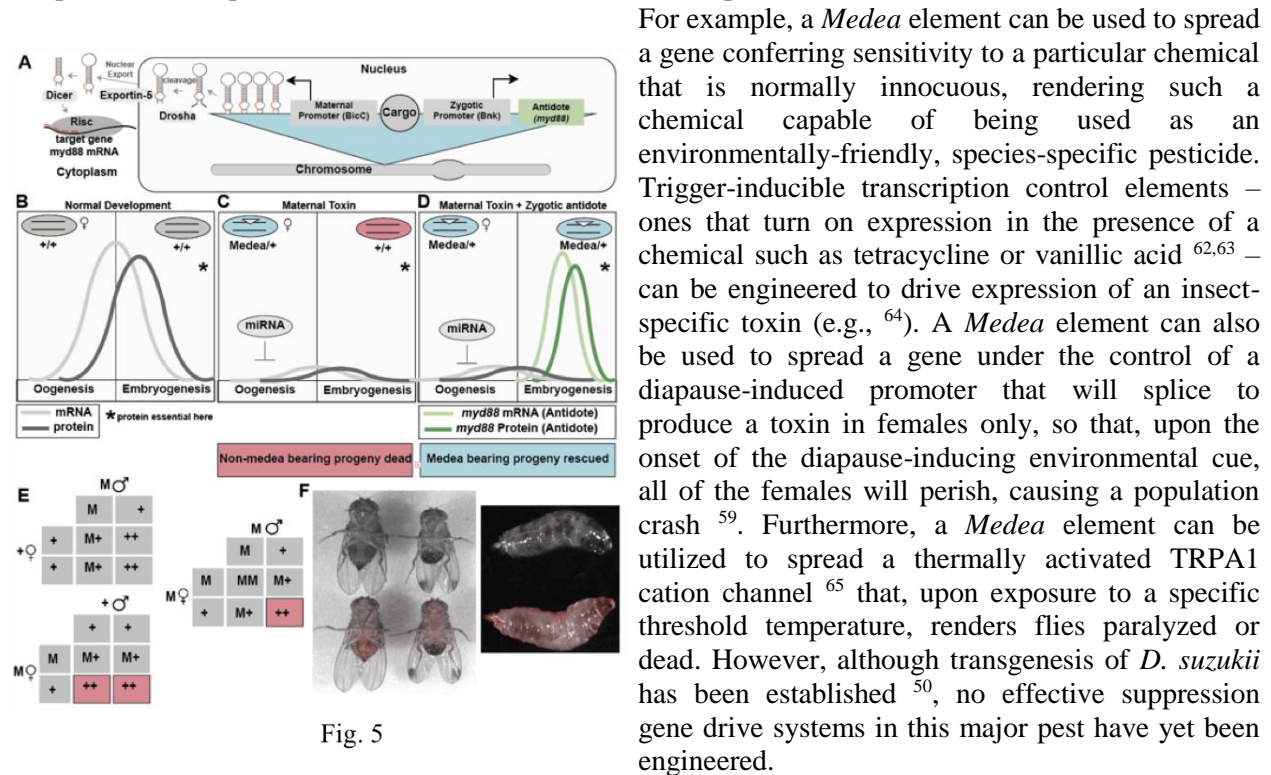 For example, a Medea element can be used to spread
a gene conferring sensitivity to a particular chemical
that is normally innocuous, rendering such a
chemical capable of being used as an
environmentally-friendly, species-specific pesticide.
Trigger-inducible transcription control elements –
ones that turn on expression in the presence of a
chemical such as tetracycline or vanillic acid 62,63 –
can be engineered to drive expression of an insect-
specific toxin (e.g., 64). A Medea element can also
be used to spread a gene under the control of a
diapause-induced promoter that will splice to
produce a toxin in females only, so that, upon the
onset of the diapause-inducing environmental cue,
all of the females will perish, causing a population
crash 59. Furthermore, a Medea element can be
utilized to spread a thermally activated TRPA1
cation channel 65 that, upon exposure to a specific
threshold temperature, renders flies paralyzed or
dead. However, although transgenesis of D. suzukii
has been established 50, no effective suppression
gene drive systems in this major pest have yet been
engineered.
A
Nuclear
Export
cleavage
Nucleus
Dicer
Exportin-5
Drosha
Maternal
Promoter (BicC)
Cargo
Zygotic
Promoter (Bnk)
Antidote
(myd88)
Risc
target gene
myd88 mRNA
Cytoplasm
Chromosome
B
Normal Development
♀
+/+
+/+
*
Oogenesis
Embryogenesis
C
Maternal Toxin
♀
Medea/+
+/+
*
miRNA
Oogenesis
Embryogenesis
D
Maternal Toxin + Zygotic antidote
♀
Medea/+
Medea/+
*
miRNA
Oogenesis
Embryogenesis
mRNA
protein
* protein essential here
myd88 mRNA (Antidote)
myd88 Protein (Antidote)
Non-medea bearing progeny dead
Medea bearing progeny rescued
E
M♂
M +
+♀
+ M+ ++
+ M+ ++
+♂
+ +
M♀
M M+ M+
+ ++ ++
M♂
M +
M♀
M MM M+
+ M+ ++
F
Fig. 5